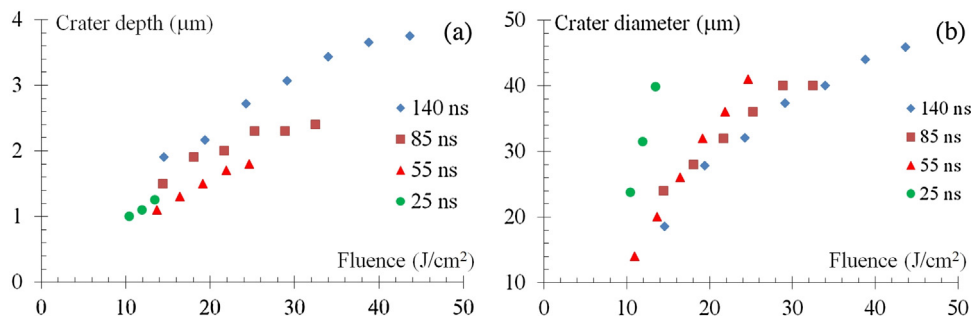 Crater depth (μm)
(a)
4
3
2
1
0
140 ns
85 ns
55 ns
25 ns
Fluence (J/cm²)
0 10 20 30 40 50
Crater diameter (μm)
(b)
50
40
30
20
10
140 ns
85 ns
55 ns
25 ns
Fluence (J/cm²)
0 10 20 30 40 50